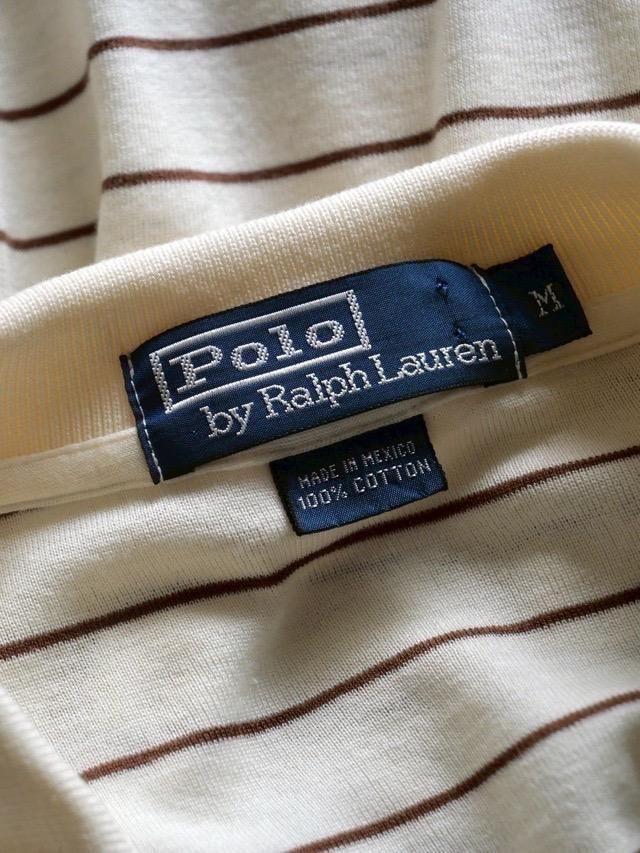 Polo
by Ralph Lauren
M
MADE IN MEXICO
100% COTTON